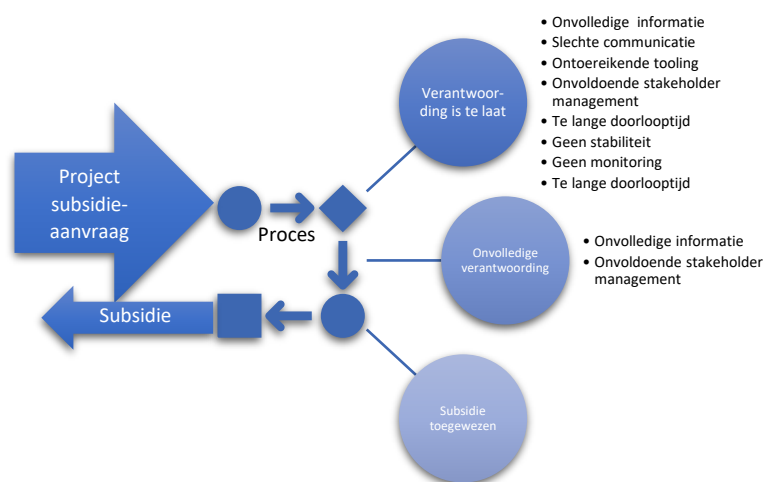 Project
subsidie-
aanvraag
Proces
Subsidie
Verantwoor-
ding is te laat
• Onvolledige  informatie
• Slechte communicatie
• Ontoereikende tooling
• Onvoldoende stakeholder
management
• Te lange doorlooptijd
• Geen stabiliteit
• Geen monitoring
• Te lange doorlooptijd
Onvolledige
verantwoording
• Onvolledige informatie
• Onvoldoende stakeholder
management
Subsidie
toegewezen